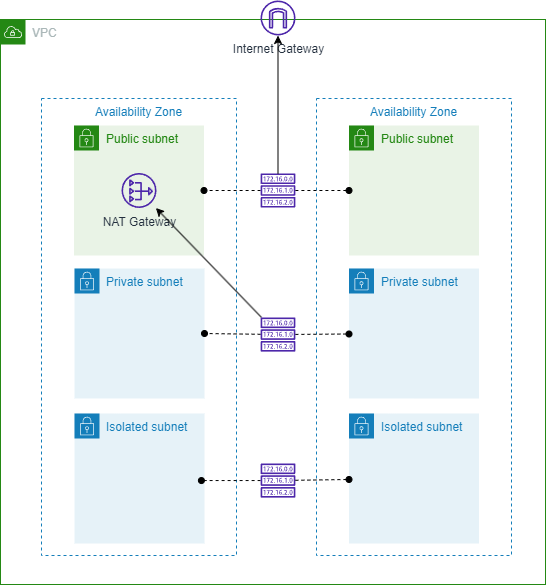 VPC
Internet Gateway
Availability Zone
Availability Zone
Public subnet
Public subnet
172.16.0.0
172.16.1.0
172.16.2.0
NAT Gateway
Private subnet
Private subnet
172.16.0.0
172.16.1.0
172.16.2.0
Isolated subnet
Isolated subnet
172.16.0.0
172.16.1.0
172.16.2.0